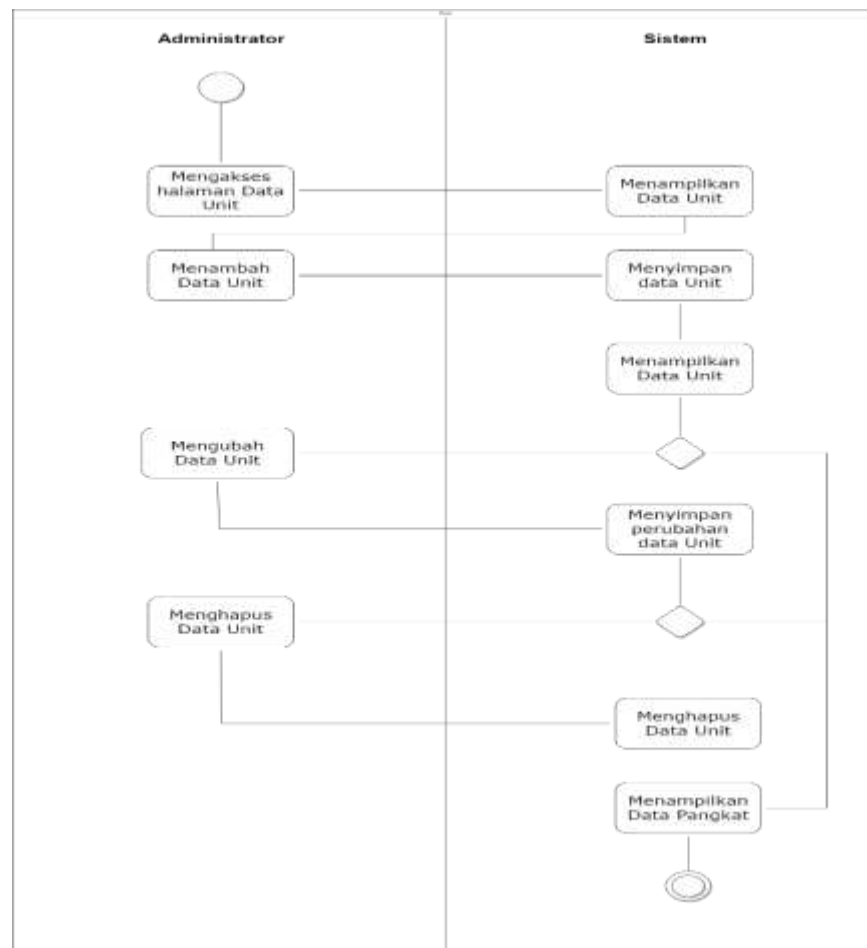 Administrator
Sistem
Mengakses
halaman Data
Unit
Menampilkan
Data Unit
Menambah
Data Unit
Menyimpan
data Unit
Menampilkan
Data Unit
Mengubah
Data Unit
Menyimpan
perubahan
data Unit
Menghapus
Data Unit
Menghapus
Data Unit
Menampilkan
Data Pangkat